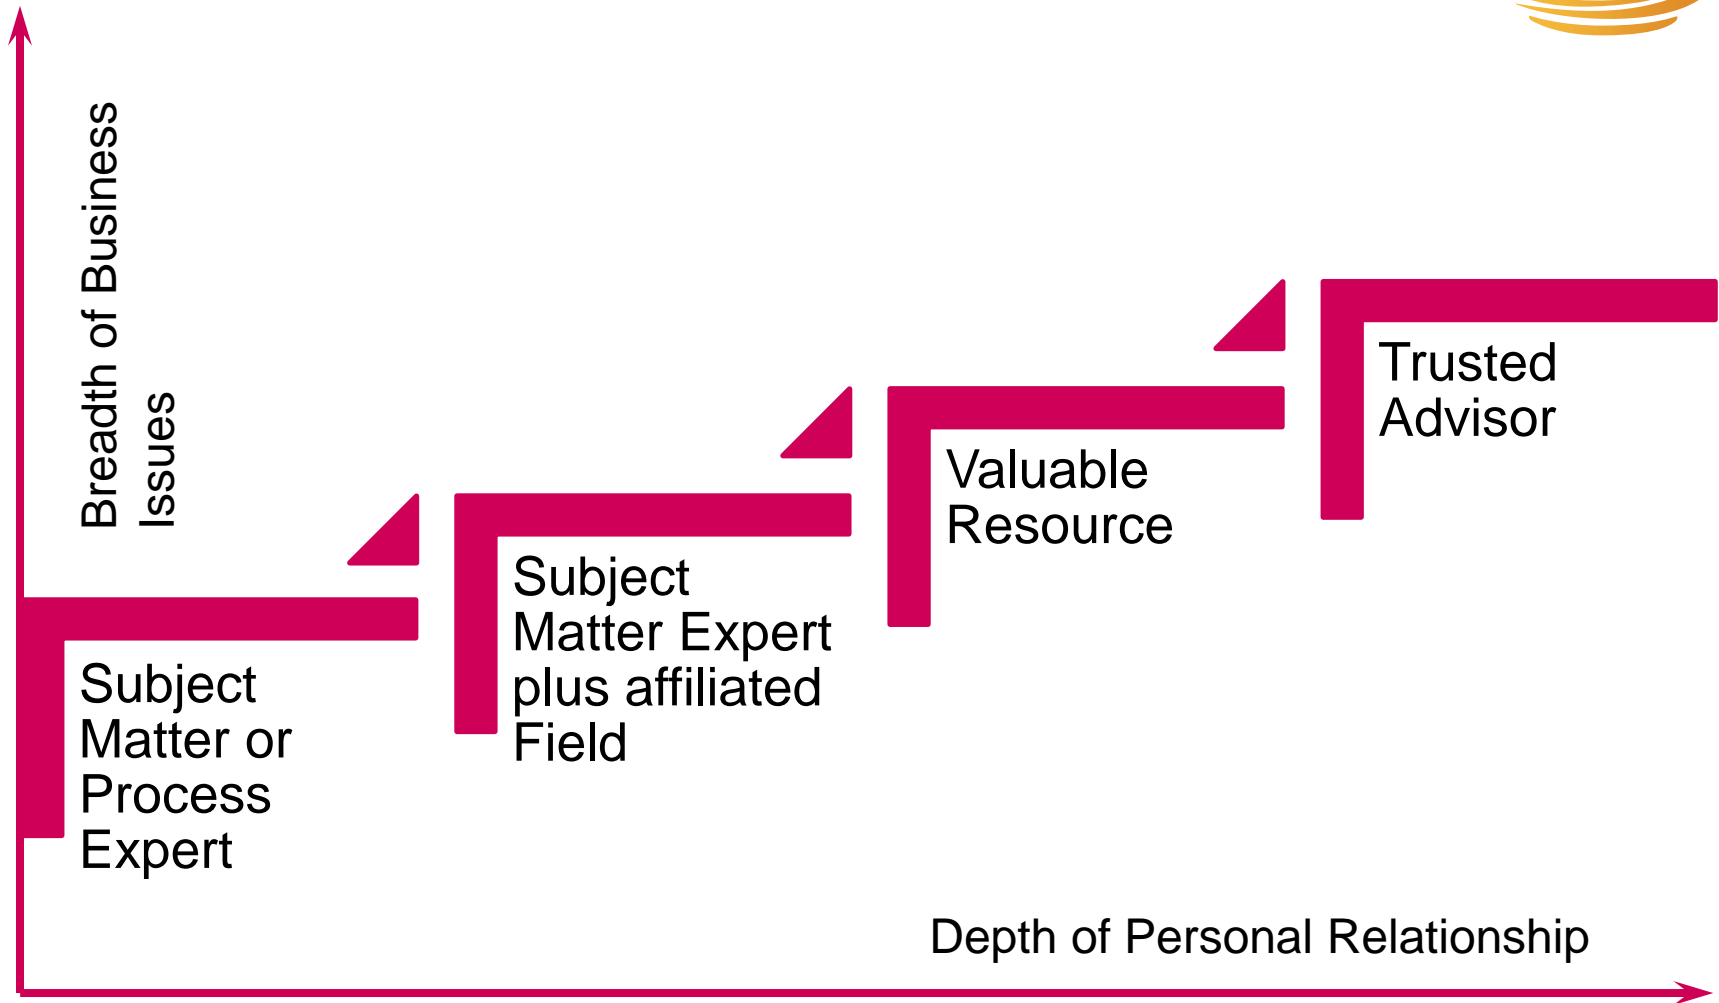 Breadth of Business
Issues
Trusted
Advisor
Valuable
Resource
Subject
Matter Expert
plus affiliated
Field
Subject
Matter or
Process
Expert
Depth of Personal Relationship